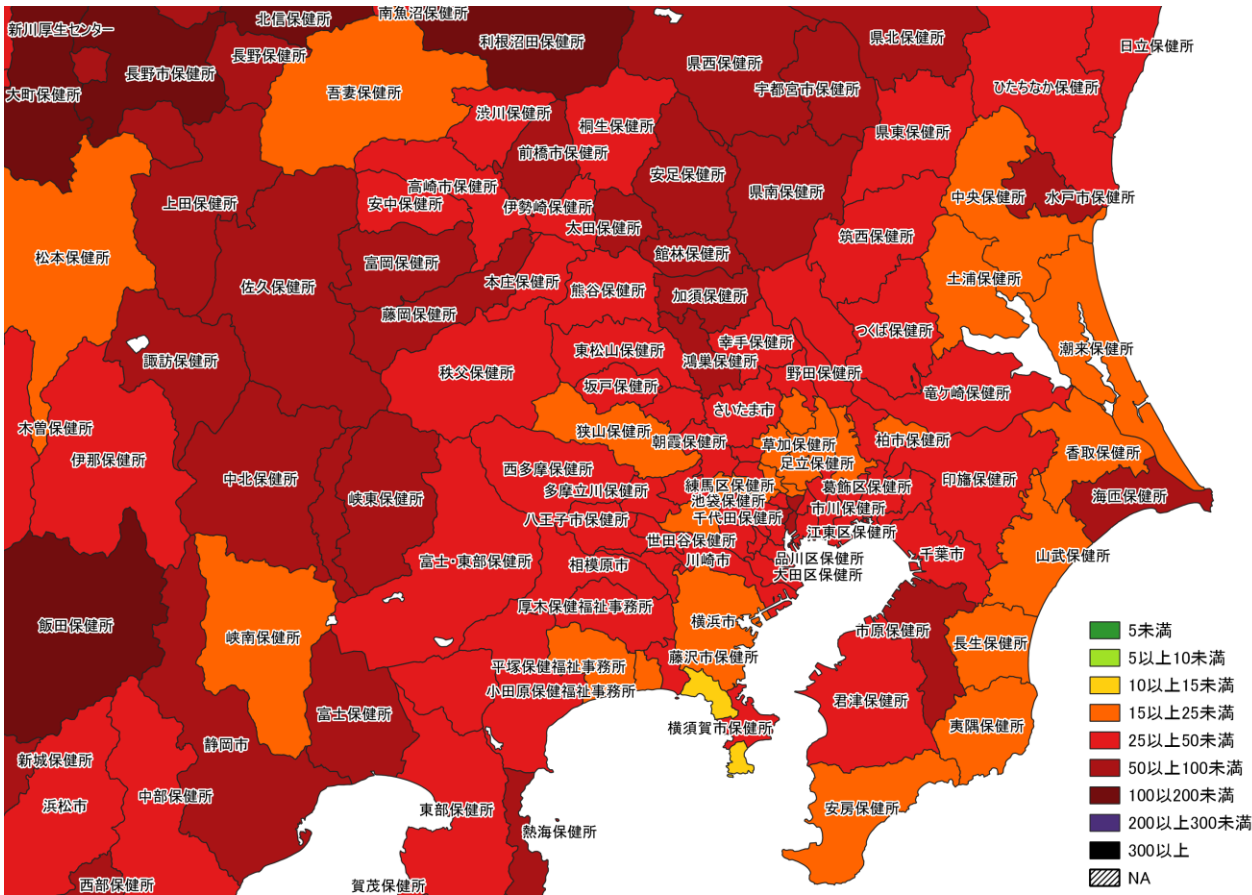 南魚沼保健所
北信保健所
新川厚生センター
利根沼田保健所
県北保健所
日立保健所
長野保健所
県西保健所
長野市保健所
宇都宮市保健所
ひたちなか保健所
大町保健所
吾妻保健所
渋川保健所
桐生保健所
県東保健所
前橋市保健所
安足保健所
県南保健所
高崎市保健所
中央保健所
水戸市保健所
上田保健所
安中保健所
伊勢崎保健所
太田保健所
筑西保健所
松本保健所
富岡保健所
館林保健所
佐久保健所
本庄保健所
熊谷保健所
加須保健所
土浦保健所
藤岡保健所
つくば保健所
諏訪保健所
東松山保健所
幸手保健所
鴻巣保健所
潮来保健所
秩父保健所
坂戸保健所
野田保健所
竜ケ崎保健所
さいたま市
木曽保健所
狭山保健所
朝霞保健所
草加保健所
柏市保健所
香取保健所
伊那保健所
西多摩保健所
足立保健所
中北保健所
峡東保健所
多摩立川保健所
練馬区保健所
葛飾区保健所
印旛保健所
海匝保健所
池袋保健所
八王子市保健所
千代田保健所
市川保健所
世田谷保健所
江東区保健所
富士・東部保健所
相模原市
川崎市
品川区保健所
千葉市
山武保健所
大田区保健所
厚木保健福祉事務所
飯田保健所
峡南保健所
横浜市
市原保健所
長生保健所
藤沢市保健所
平塚保健福祉事務所
小田原保健福祉事務所
君津保健所
富士保健所
横須賀市保健所
夷隅保健所
静岡市
新城保健所
浜松市
中部保健所
東部保健所
安房保健所
熱海保健所
西部保健所
賀茂保健所
5未満
5以上10未満
10以上15未満
15以上25未満
25以上50未満
50以上100未満
100以200未満
200以上300未満
300以上
NA